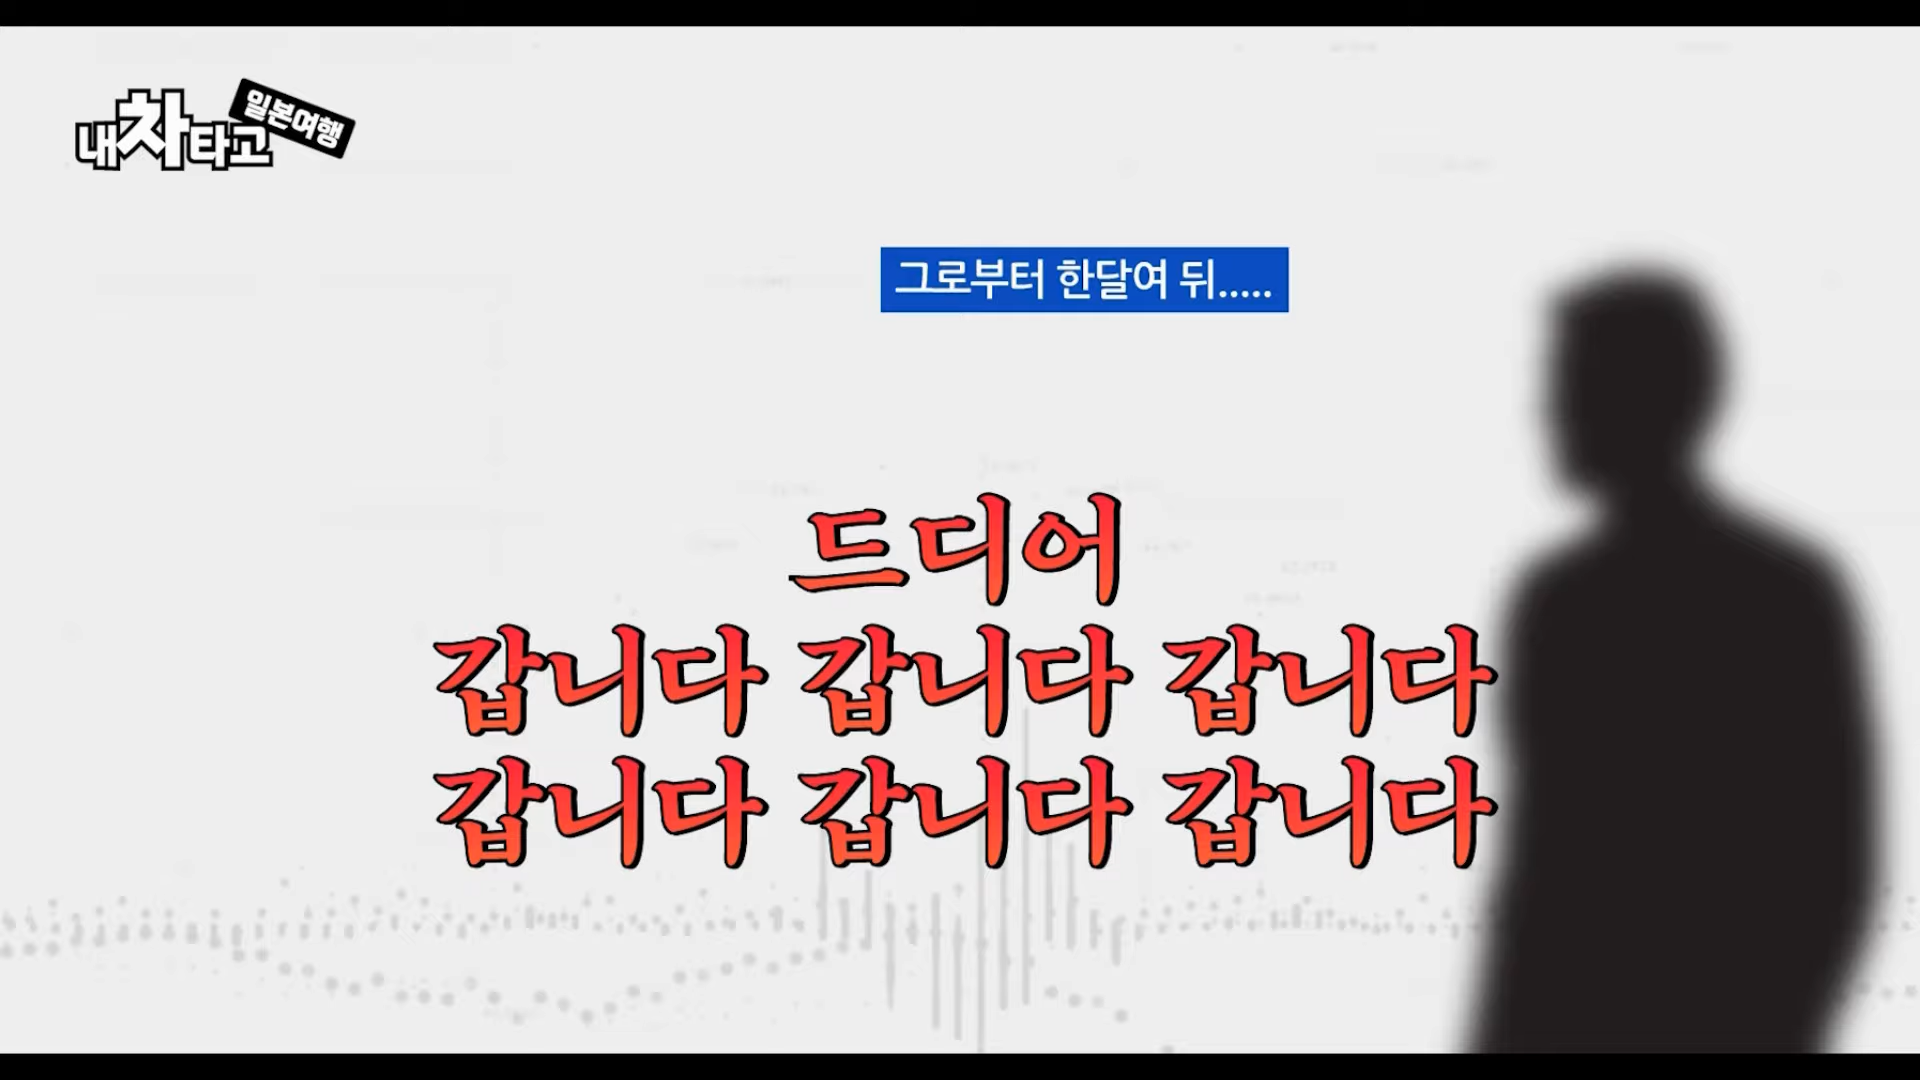 내차타고
일본여행
그로부터 한달여 뒤.....
드디어
갑니다 갑니다 갑니다
갑니다 갑니다 갑니다